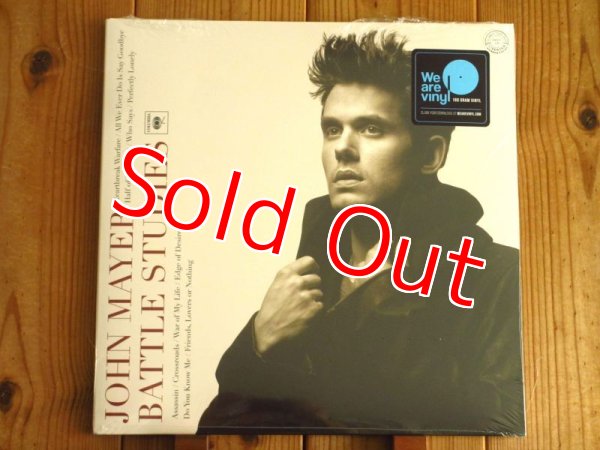 JOHN MAYER
BATTLE STUDIES
Heartbreak Warfare / All We Ever Do Is Say Goodbye
Half of / Who Says / Perfectly Lonely
Assassin / Crossroads / War of My Life / Edge of Desire
Do You Know Me / Friends, Lovers or Nothing
COLUMBIA
We
are
vinyl
180 GRAM VINYL
Sold Out